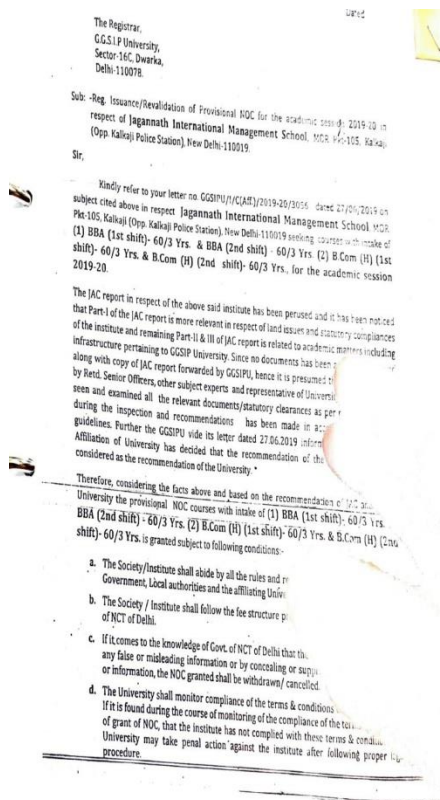 Dated
The Registrar,
G.G.S.I.P University,
Sector-16C, Dwarka,
Delhi-110078.
Sub: -Reg. Issuance/Revalidation of Provisional NOC for the academic session 2019-20 in
respect of Jagannath International Management School, MOR Pkt-105, Kalkaji
(Opp. Kalkaji Police Station), New Delhi-110019.
Sir,
Kindly refer to your letter no. GGSIPU/I/C(Aff.)/2019-20/3056 dated 27/06/2019 on
subject cited above in respect Jagannath International Management School, MOR
Pkt-105, Kalkaji (Opp. Kalkaji Police Station). New Delhi-110019 seeking courses with intake of
(1) BBA (1st shift)- 60/3 Yrs. & BBA (2nd shift) - 60/3 Yrs. (2) B.Com (H) (1st
shift)- 60/3 Yrs. & B.Com (H) (2nd shift)- 60/3 Yrs., for the academic session
2019-20.
The JAC report in respect of the above said institute has been perused and it has been noticed
that Part-I of the JAC report is more relevant in respect of land issues and statutory compliances
of the institute and remaining Part-II & III of JAC report is related to academic matters including
infrastructure pertaining to GGSIP University. Since no documents has been
along with copy of JAC report forwarded by GGSIPU, hence it is presumed
by Retd. Senior Officers, other subject experts and representative of
seen and examined all the relevant documents/statutory clearances as per
during the inspection and recommendations has been made in
guidelines. Further the GGSIPU vide its letter dated 27.06.2019
Affiliation of University has decided that the recommendation of the
considered as the recommendation of the University. "
Therefore, considering the facts above and based on the recommendation of
University the provisional NOC courses with intake of (1) BBA (1st shift)- 60/3 Yrs.
BBA (2nd shift) - 60/3 Yrs. (2) B.Com (H) (1st shift)- 60/3 Yrs. & B.Com (H) (2nd
shift)- 60/3 Yrs. is granted subject to following conditions:-
a. The Society/Institute shall abide by all the rules and
Government, Local authorities and the affiliating
b. The Society / Institute shall follow the fee structure
of NCT of Delhi.
c. If it comes to the knowledge of Govt. of NCT of Delhi that
any false or misleading information or by concealing or
or information, the NOC granted shall be withdrawn/ cancelled.
d. The University shall monitor compliance of the terms & conditions
If it is found during the course of monitoring of the compliance of the
of grant of NOC, that the institute has not complied with these terms &
University may take penal action against the institute after following proper
procedure.